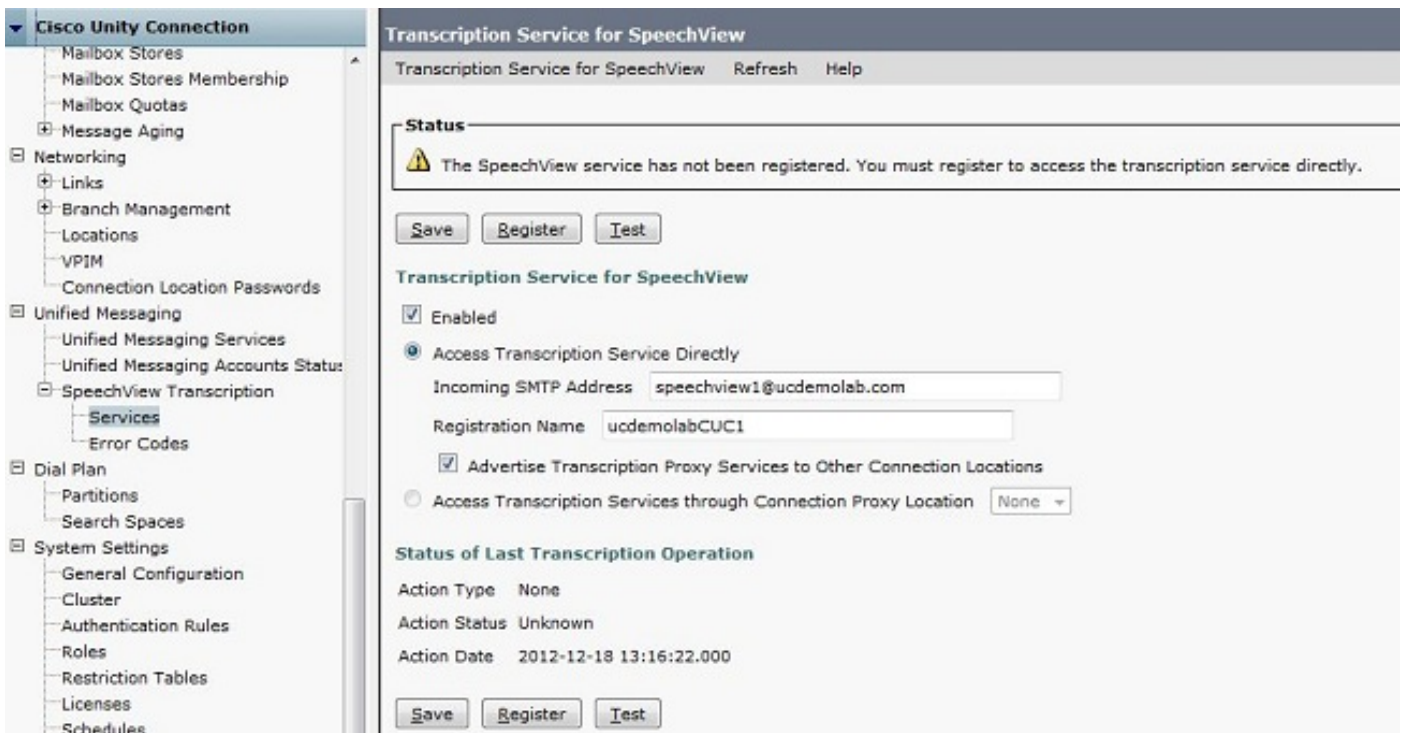 Cisco Unity Connection
Mailbox Stores
Mailbox Stores Membership
Mailbox Quotas
Message Aging
Networking
Links
Branch Management
Locations
VPIM
Connection Location Passwords
Unified Messaging
Unified Messaging Services
Unified Messaging Accounts Status
SpeechView Transcription
Services
Error Codes
Dial Plan
Partitions
Search Spaces
System Settings
General Configuration
Cluster
Authentication Rules
Roles
Restriction Tables
Licenses
Schedules
Transcription Service for SpeechView
Transcription Service for SpeechView Refresh Help
Status
The SpeechView service has not been registered. You must register to access the transcription service directly.
Save Register Test
Transcription Service for SpeechView
Enabled
Access Transcription Service Directly
Incoming SMTP Address speechview1@ucdemolab.com
Registration Name ucdemolabCUC1
Advertise Transcription Proxy Services to Other Connection Locations
Access Transcription Services through Connection Proxy Location None
Status of Last Transcription Operation
Action Type None
Action Status Unknown
Action Date 2012-12-18 13:16:22.000
Save Register Test